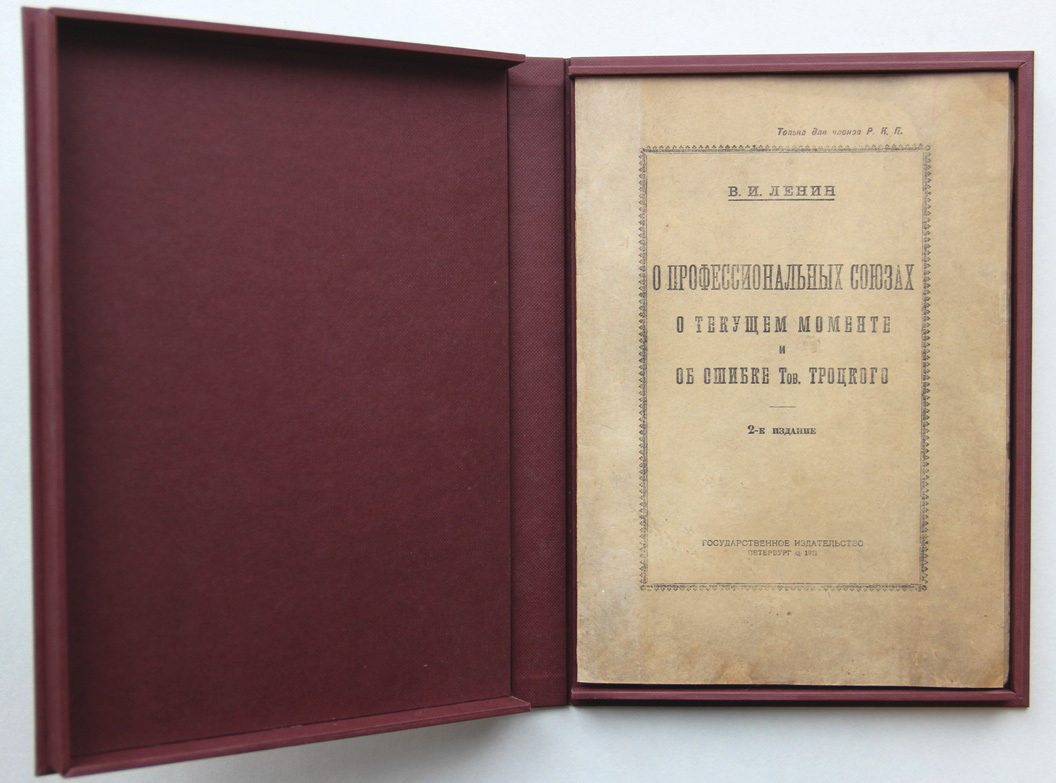 Только для членов Р. К. П.
В. И. ЛЕНИН
О ПРОФЕССИОНАЛЬНЫХ СОЮЗАХ
О ТЕКУЩЕМ МОМЕНТЕ
И
ОБ ОШИБКЕ Тов. ТРОЦКОГО
2-е ИЗДАНИЕ
ГОСУДАРСТВЕННОЕ ИЗДАТЕЛЬСТВО
ПЕТЕРБУРГ